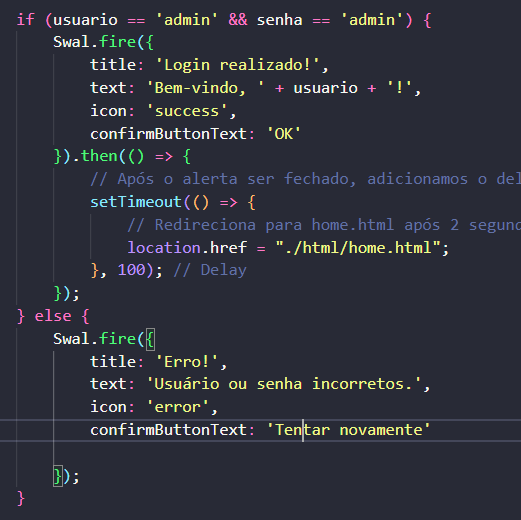 if (usuario == 'admin' && senha == 'admin') {
Swal.fire({
title: 'Login realizado!',
text: 'Bem-vindo, ' + usuario + '!',
icon: 'success',
confirmButtonText: 'OK'
}).then(() => {
// Após o alerta ser fechado, adicionamos o del
setTimeout(() => {
// Redireciona para home.html após 2 segund
location.href = "./html/home.html";
}, 100); // Delay
});
} else {
Swal.fire({
title: 'Erro!',
text: 'Usuário ou senha incorretos.',
icon: 'error',
confirmButtonText: 'Tentar novamente'
});
}